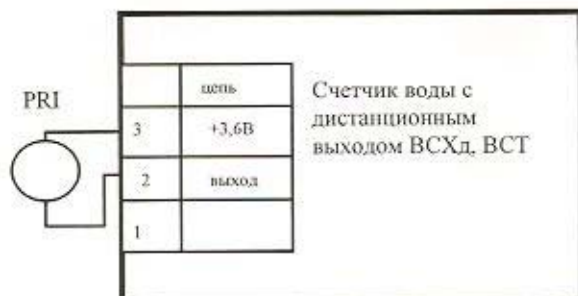 PRI
цепь
3 +3,6В
2 выход
1
Счетчик воды с
дистанционным
выходом ВСХд, ВСТ